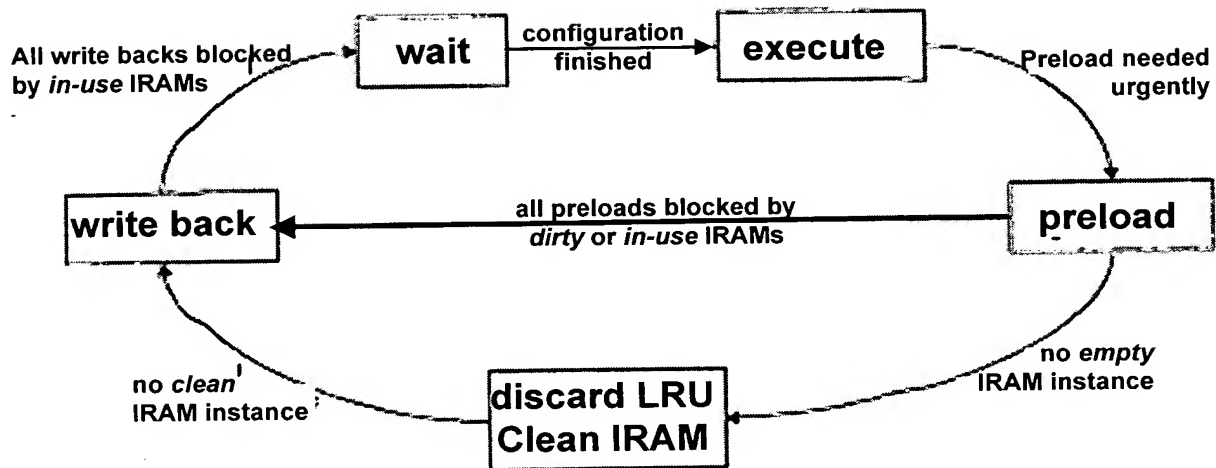 All write backs blocked
by in-use IRAMs
wait
configuration
finished
execute
Preload needed
urgently
write back
all preloads blocked by
dirty or in-use IRAMs
preload
no clean
IRAM instance
discard LRU
Clean IRAM
no empty
IRAM instance